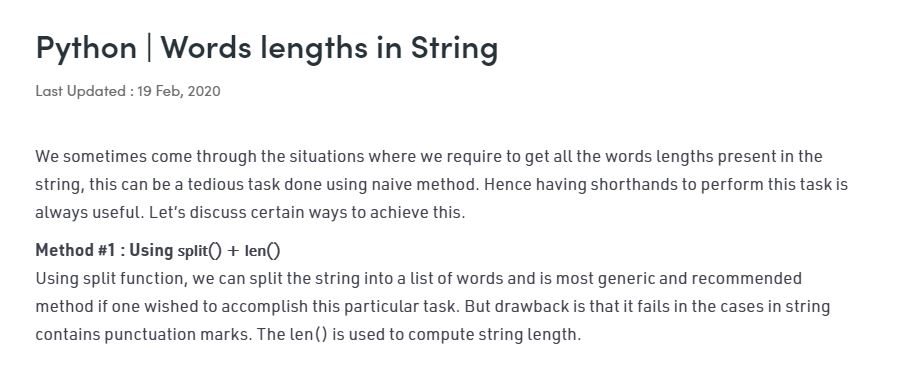 Python | Words lengths in String
Last Updated : 19 Feb, 2020
We sometimes come through the situations where we require to get all the words lengths present in the
string, this can be a tedious task done using naive method. Hence having shorthands to perform this task is
always useful. Let’s discuss certain ways to achieve this.
Method #1 : Using split() + len()
Using split function, we can split the string into a list of words and is most generic and recommended
method if one wished to accomplish this particular task. But drawback is that it fails in the cases in string
contains punctuation marks. The len() is used to compute string length.